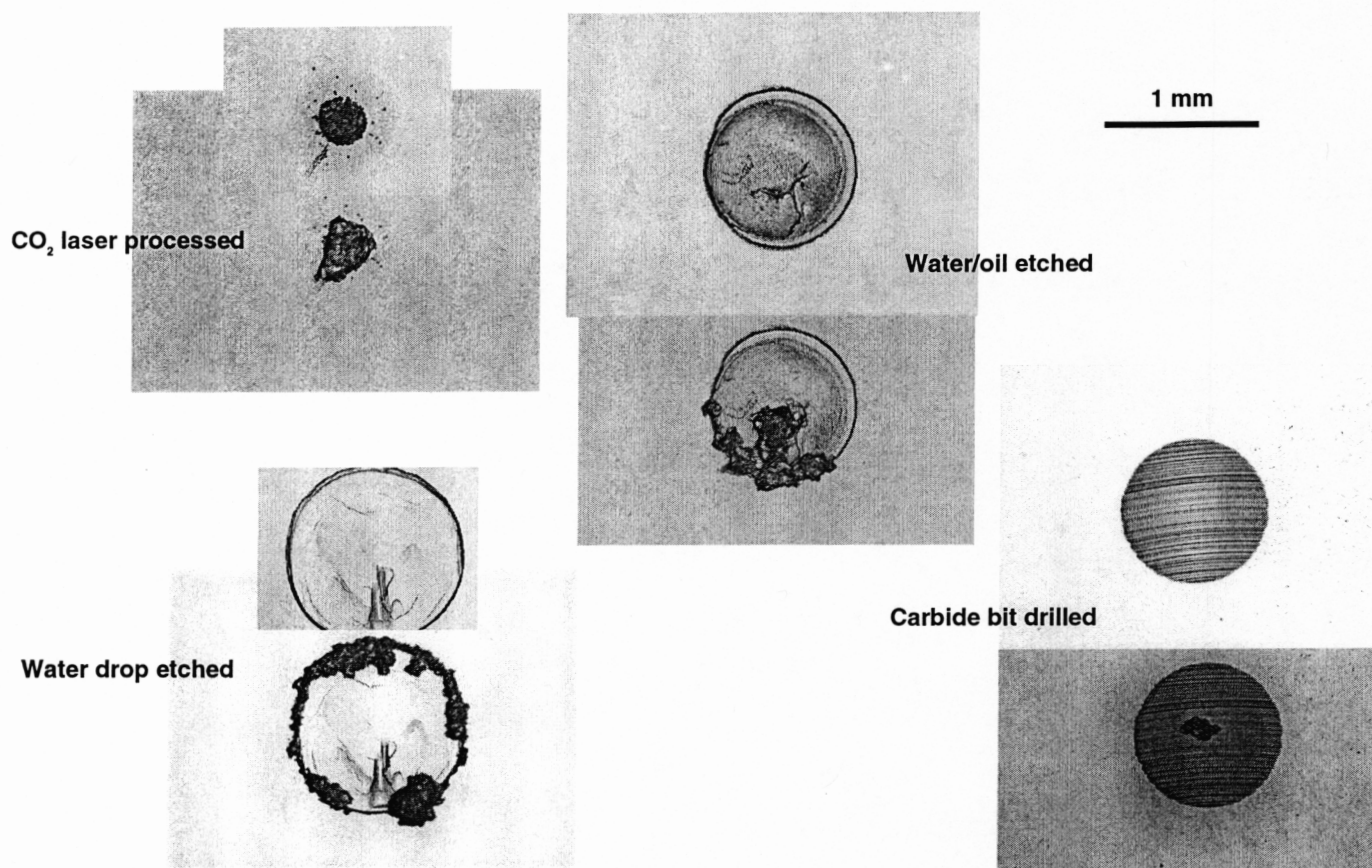 1 mm
CO₂ laser processed
Water/oil etched
Carbide bit drilled
Water drop etched